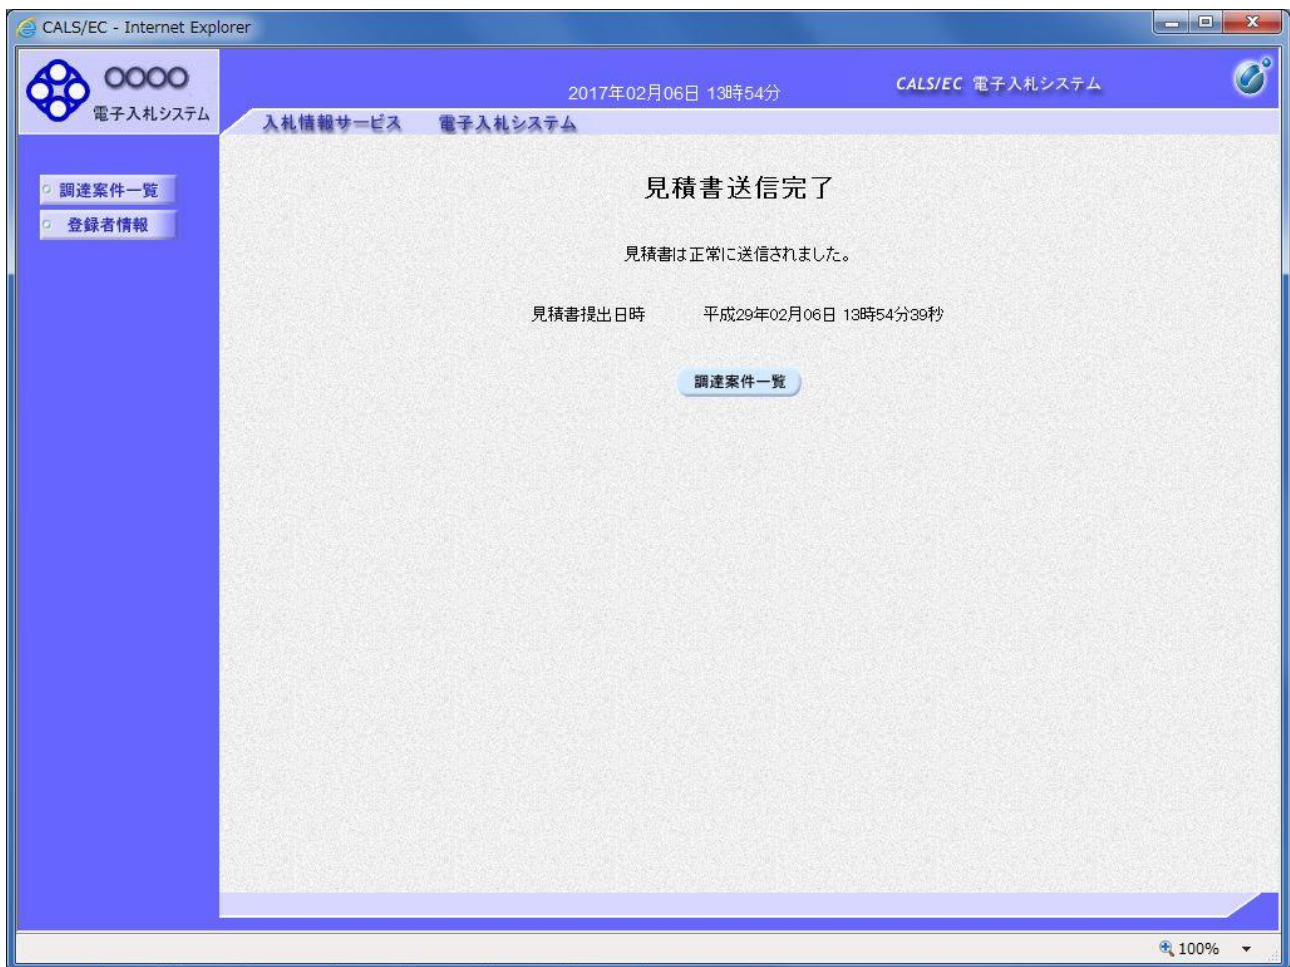 CALS/EC - Internet Explorer
〇〇〇〇
電子入札システム
2017年02月06日 13時54分
CALS/EC 電子入札システム
入札情報サービス 電子入札システム
調達案件一覧
登録者情報
見積書送信完了
見積書は正常に送信されました。
見積書提出日時 平成29年02月06日 13時54分39秒
調達案件一覧
100%